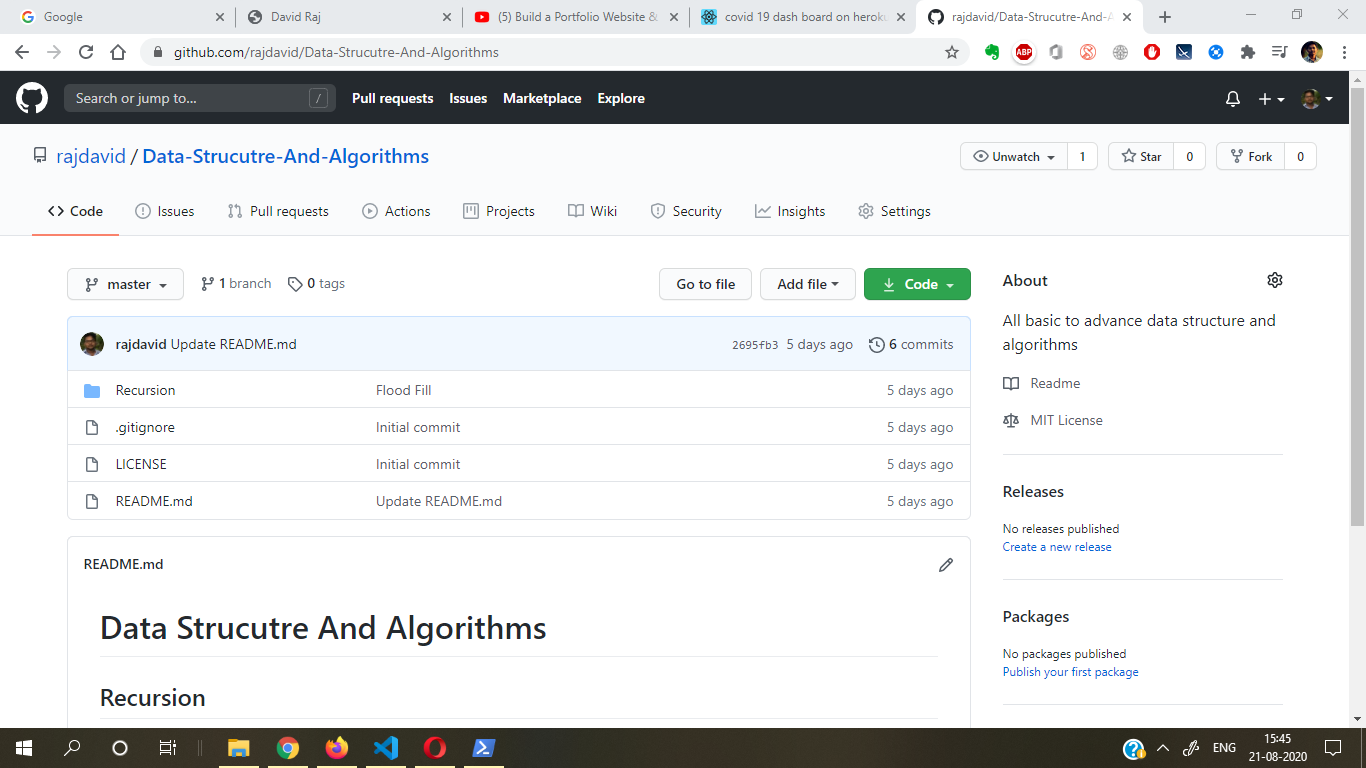 Google
David Raj
(5) Build a Portfolio Website &
covid 19 dash board on heroku
rajdavid/Data-Strucutre-And-A
github.com/rajdavid/Data-Strucutre-And-Algorithms
ABP
Search or jump to...
/
Pull requests
Issues
Marketplace
Explore
rajdavid / Data-Strucutre-And-Algorithms
Unwatch 1
Star 0
Fork 0
Code
Issues
Pull requests
Actions
Projects
Wiki
Security
Insights
Settings
master
1 branch
0 tags
Go to file
Add file
Code
rajdavid Update README.md
2695fb3 5 days ago
6 commits
Recursion Flood Fill 5 days ago
.gitignore Initial commit 5 days ago
LICENSE Initial commit 5 days ago
README.md Update README.md 5 days ago
README.md
Data Strucutre And Algorithms
Recursion
About
All basic to advance data structure and
algorithms
Readme
MIT License
Releases
No releases published
Create a new release
Packages
No packages published
Publish your first package
ENG
15:45
21-08-2020